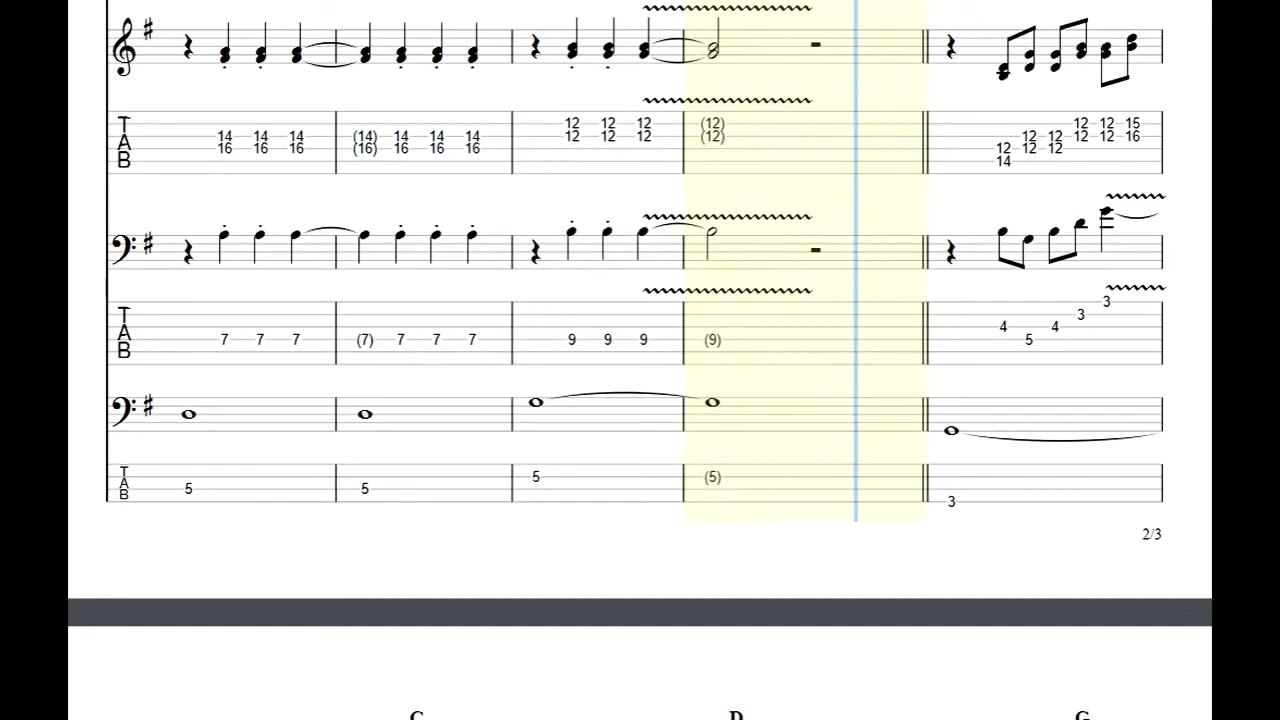 12 12 12 (12) 12 12 15
T 14 14 14 (14) 14 14 14 12 12 12 (12) 12 12 12 12 16
A 16 16 16 (16) 16 16 16 12 12 12
B 14
3
T 3
4 4
A 7 7 7 (7) 7 7 7 9 9 9 (9) 5
B
T 5 (5)
A 5 5
B 3
2/3
C D G